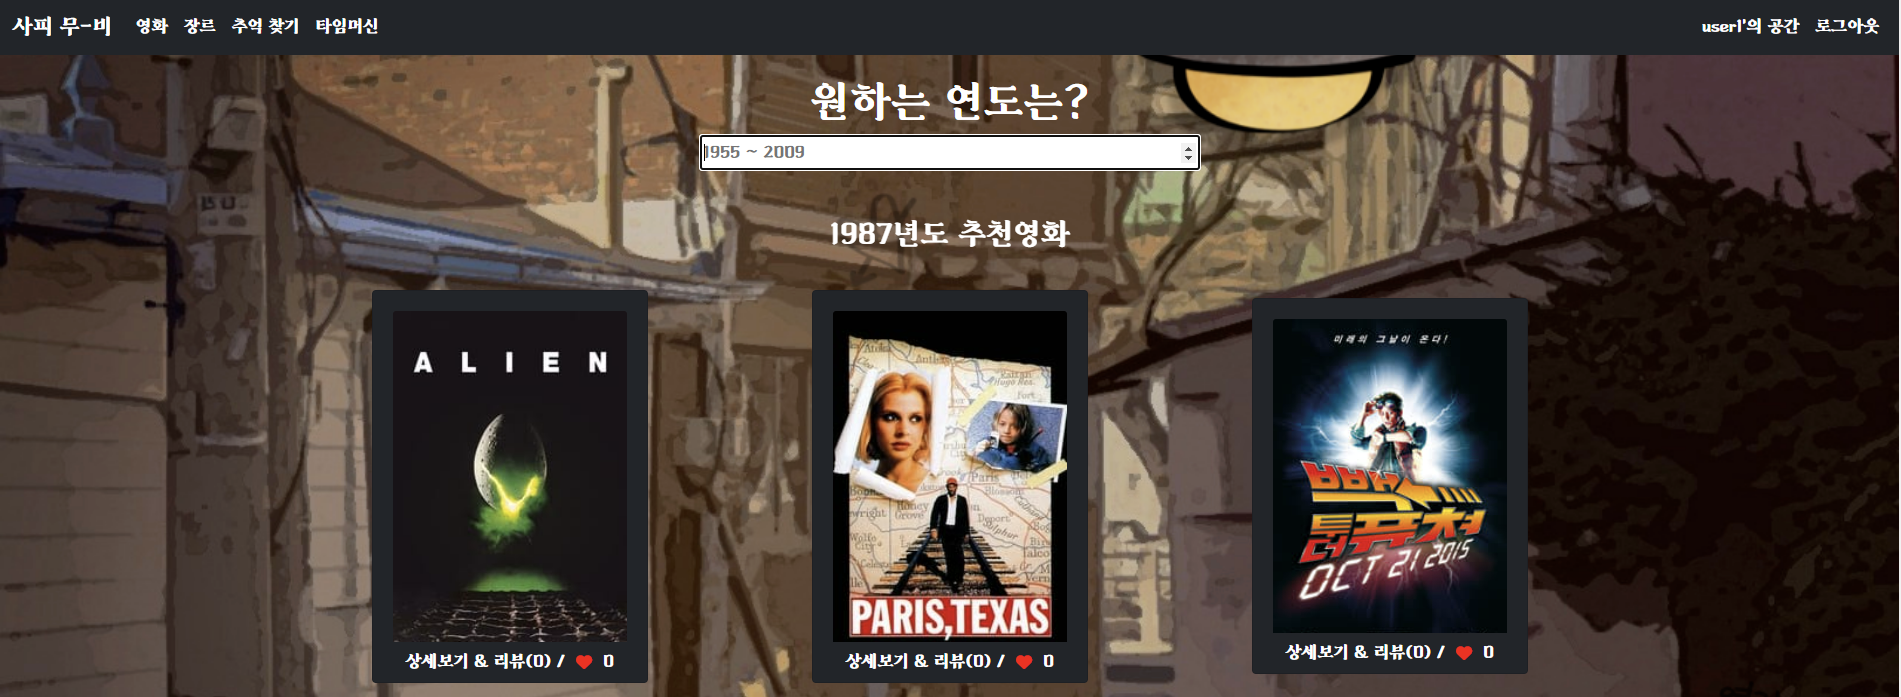 사피 무-비 영화 장르 추억 찾기 타임머신 user1'의 공간 로그아웃
원하는 연도는?
1955 ~ 2009
1987년도 추천영화
ALIEN
PARIS,TEXAS
미래의 그날이 온다!
빽 투 더 퓨쳐
OCT 21 2015
상세보기 & 리뷰(0) / 0
상세보기 & 리뷰(0) / 0
상세보기 & 리뷰(0) / 0